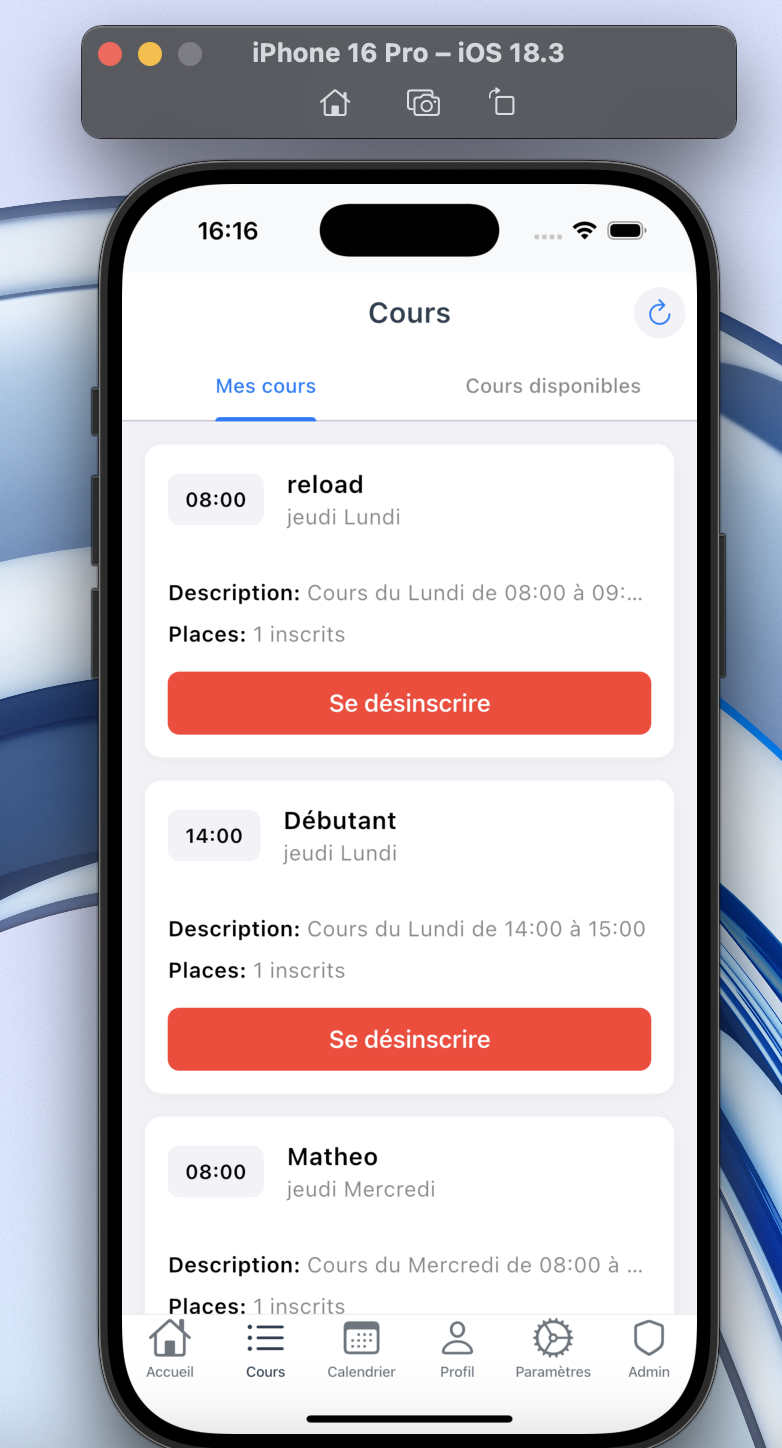 iPhone 16 Pro – iOS 18.3
16:16
Cours
Mes cours
Cours disponibles
08:00
reload
jeudi Lundi
Description: Cours du Lundi de 08:00 à 09:...
Places: 1 inscrits
Se désinscrire
14:00
Débutant
jeudi Lundi
Description: Cours du Lundi de 14:00 à 15:00
Places: 1 inscrits
Se désinscrire
08:00
Matheo
jeudi Mercredi
Description: Cours du Mercredi de 08:00 à ...
Places: 1 inscrits
Accueil
Cours
Calendrier
Profil
Paramètres
Admin